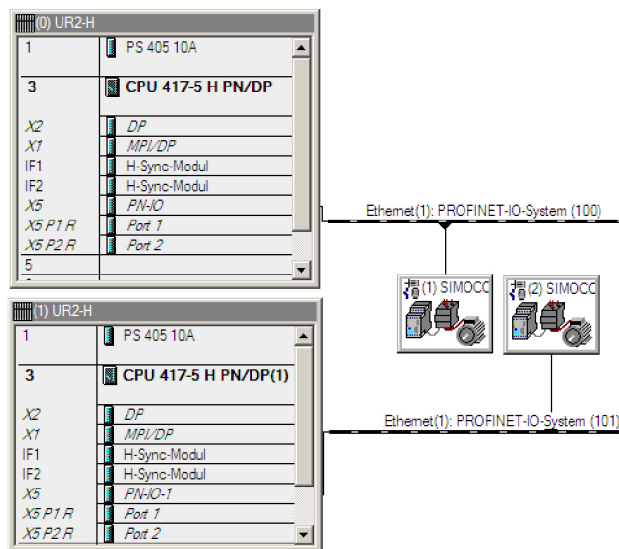 (0) UR2-H
1 PS 405 10A
3 CPU 417-5 H PN/DP
X2 DP
X1 MPI/DP
IF1 H-Sync-Modul
IF2 H-Sync-Modul
X5 PN-IO
X5 P1 R Port 1
X5 P2 R Port 2
5
Ethernet(1): PROFINET-IO-System (100)
(1) SIMOCC
(2) SIMOCC
(1) UR2-H
1 PS 405 10A
3 CPU 417-5 H PN/DP(1)
X2 DP
X1 MPI/DP
IF1 H-Sync-Modul
IF2 H-Sync-Modul
X5 PN-IO-1
X5 P1 R Port 1
X5 P2 R Port 2
Ethernet(1): PROFINET-IO-System (101)